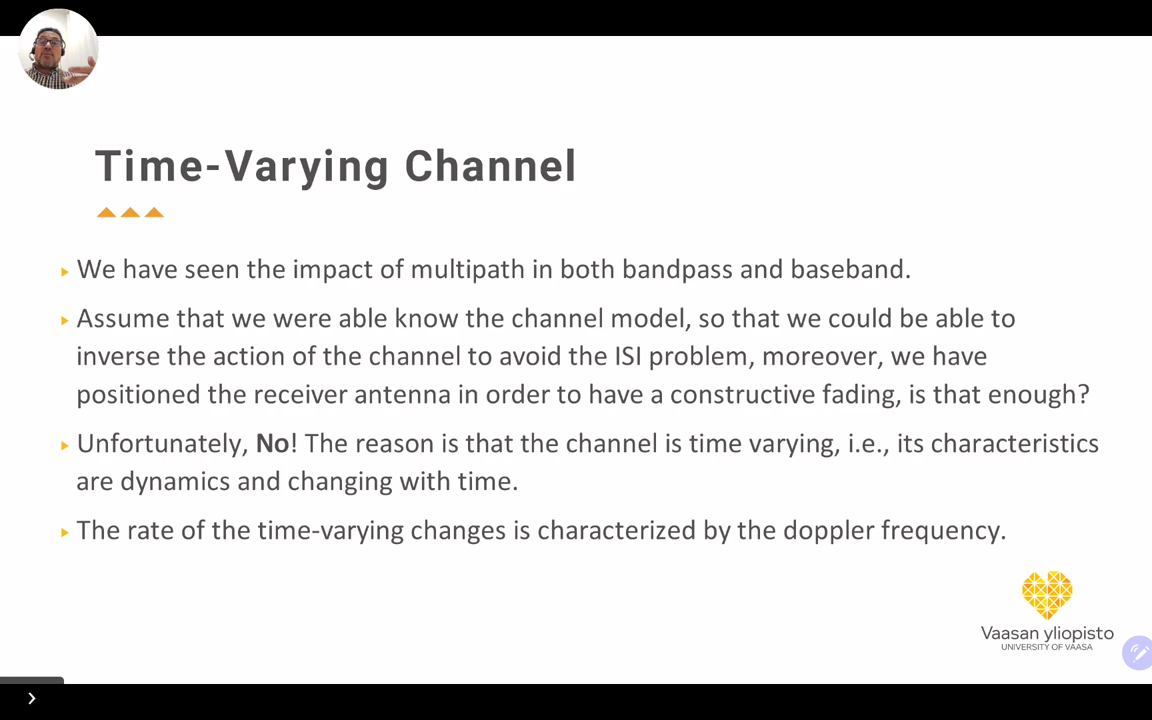 Time-Varying Channel
We have seen the impact of multipath in both bandpass and baseband.
Assume that we were able know the channel model, so that we could be able to
inverse the action of the channel to avoid the ISI problem, moreover, we have
positioned the receiver antenna in order to have a constructive fading, is that enough?
Unfortunately, No! The reason is that the channel is time varying, i.e., its characteristics
are dynamics and changing with time.
The rate of the time-varying changes is characterized by the doppler frequency.
Vaasan yliopisto
UNIVERSITY OF VAASA